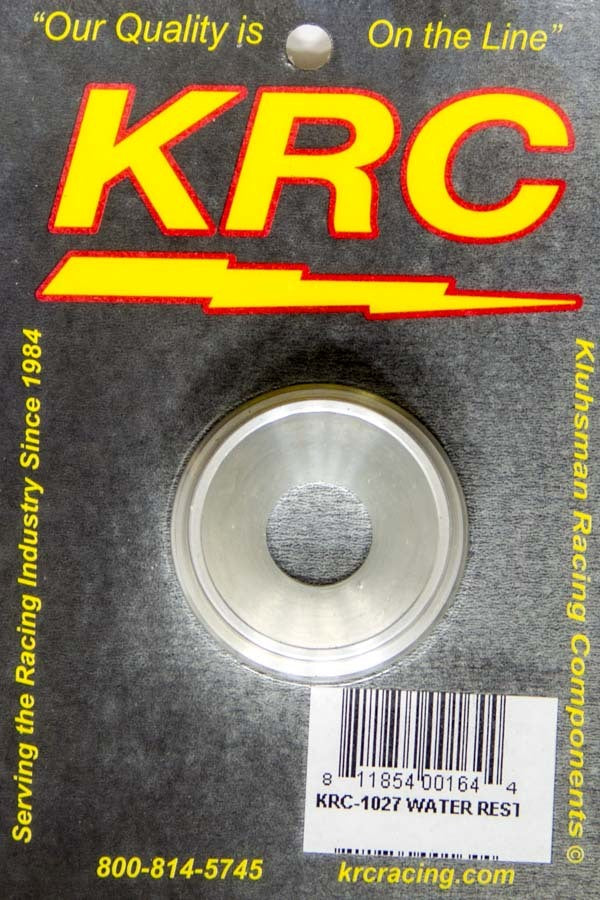 “Our Quality is On the Line”
KRC
Serving the Racing Industry Since 1984
Kluhsman Racing Components ©
8 11854 00164 4
KRC-1027 WATER REST
800-814-5745
krcracing.com